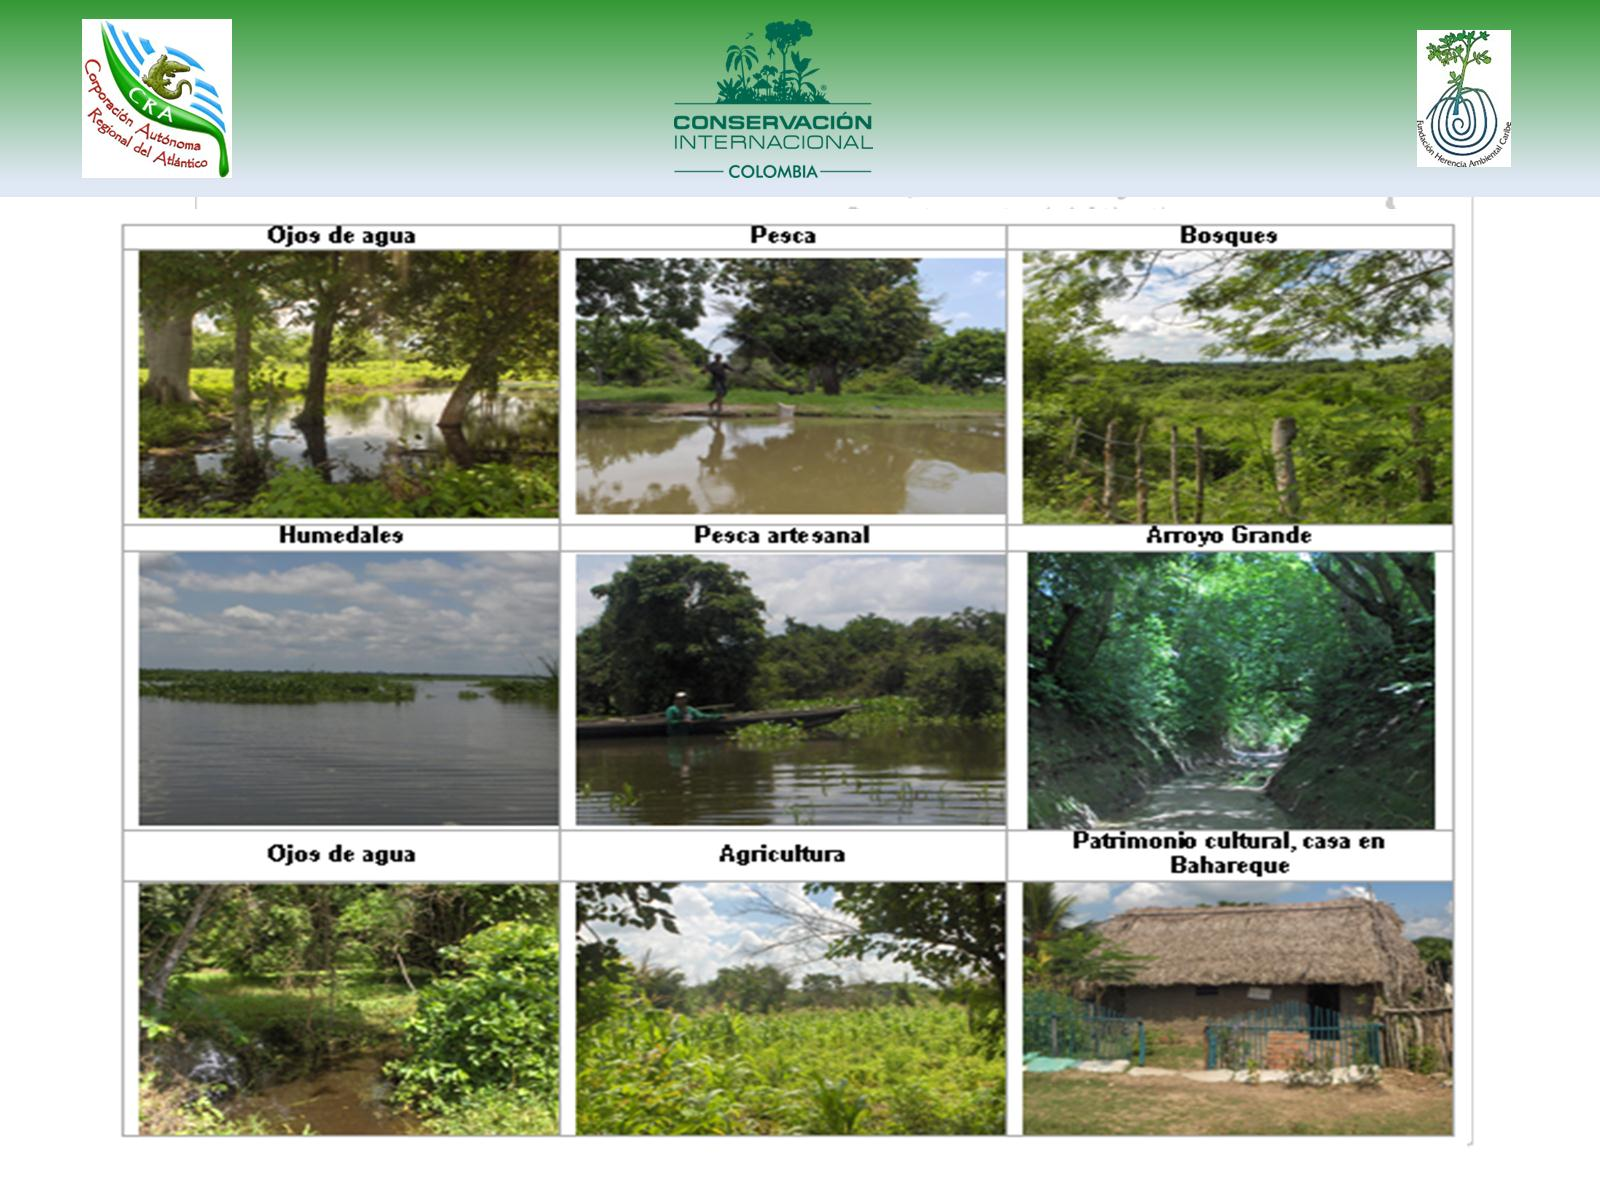 CRA
Corporación Autónoma
Regional del Atlántico
CONSERVACIÓN
INTERNACIONAL
COLOMBIA
Fundación Herencia Ambiental Caribe
Ojos de agua
Pesca
Bosques
Humedales
Pesca artesanal
Arroyo Grande
Ojos de agua
Agricultura
Patrimonio cultural, casa en
Bahareque